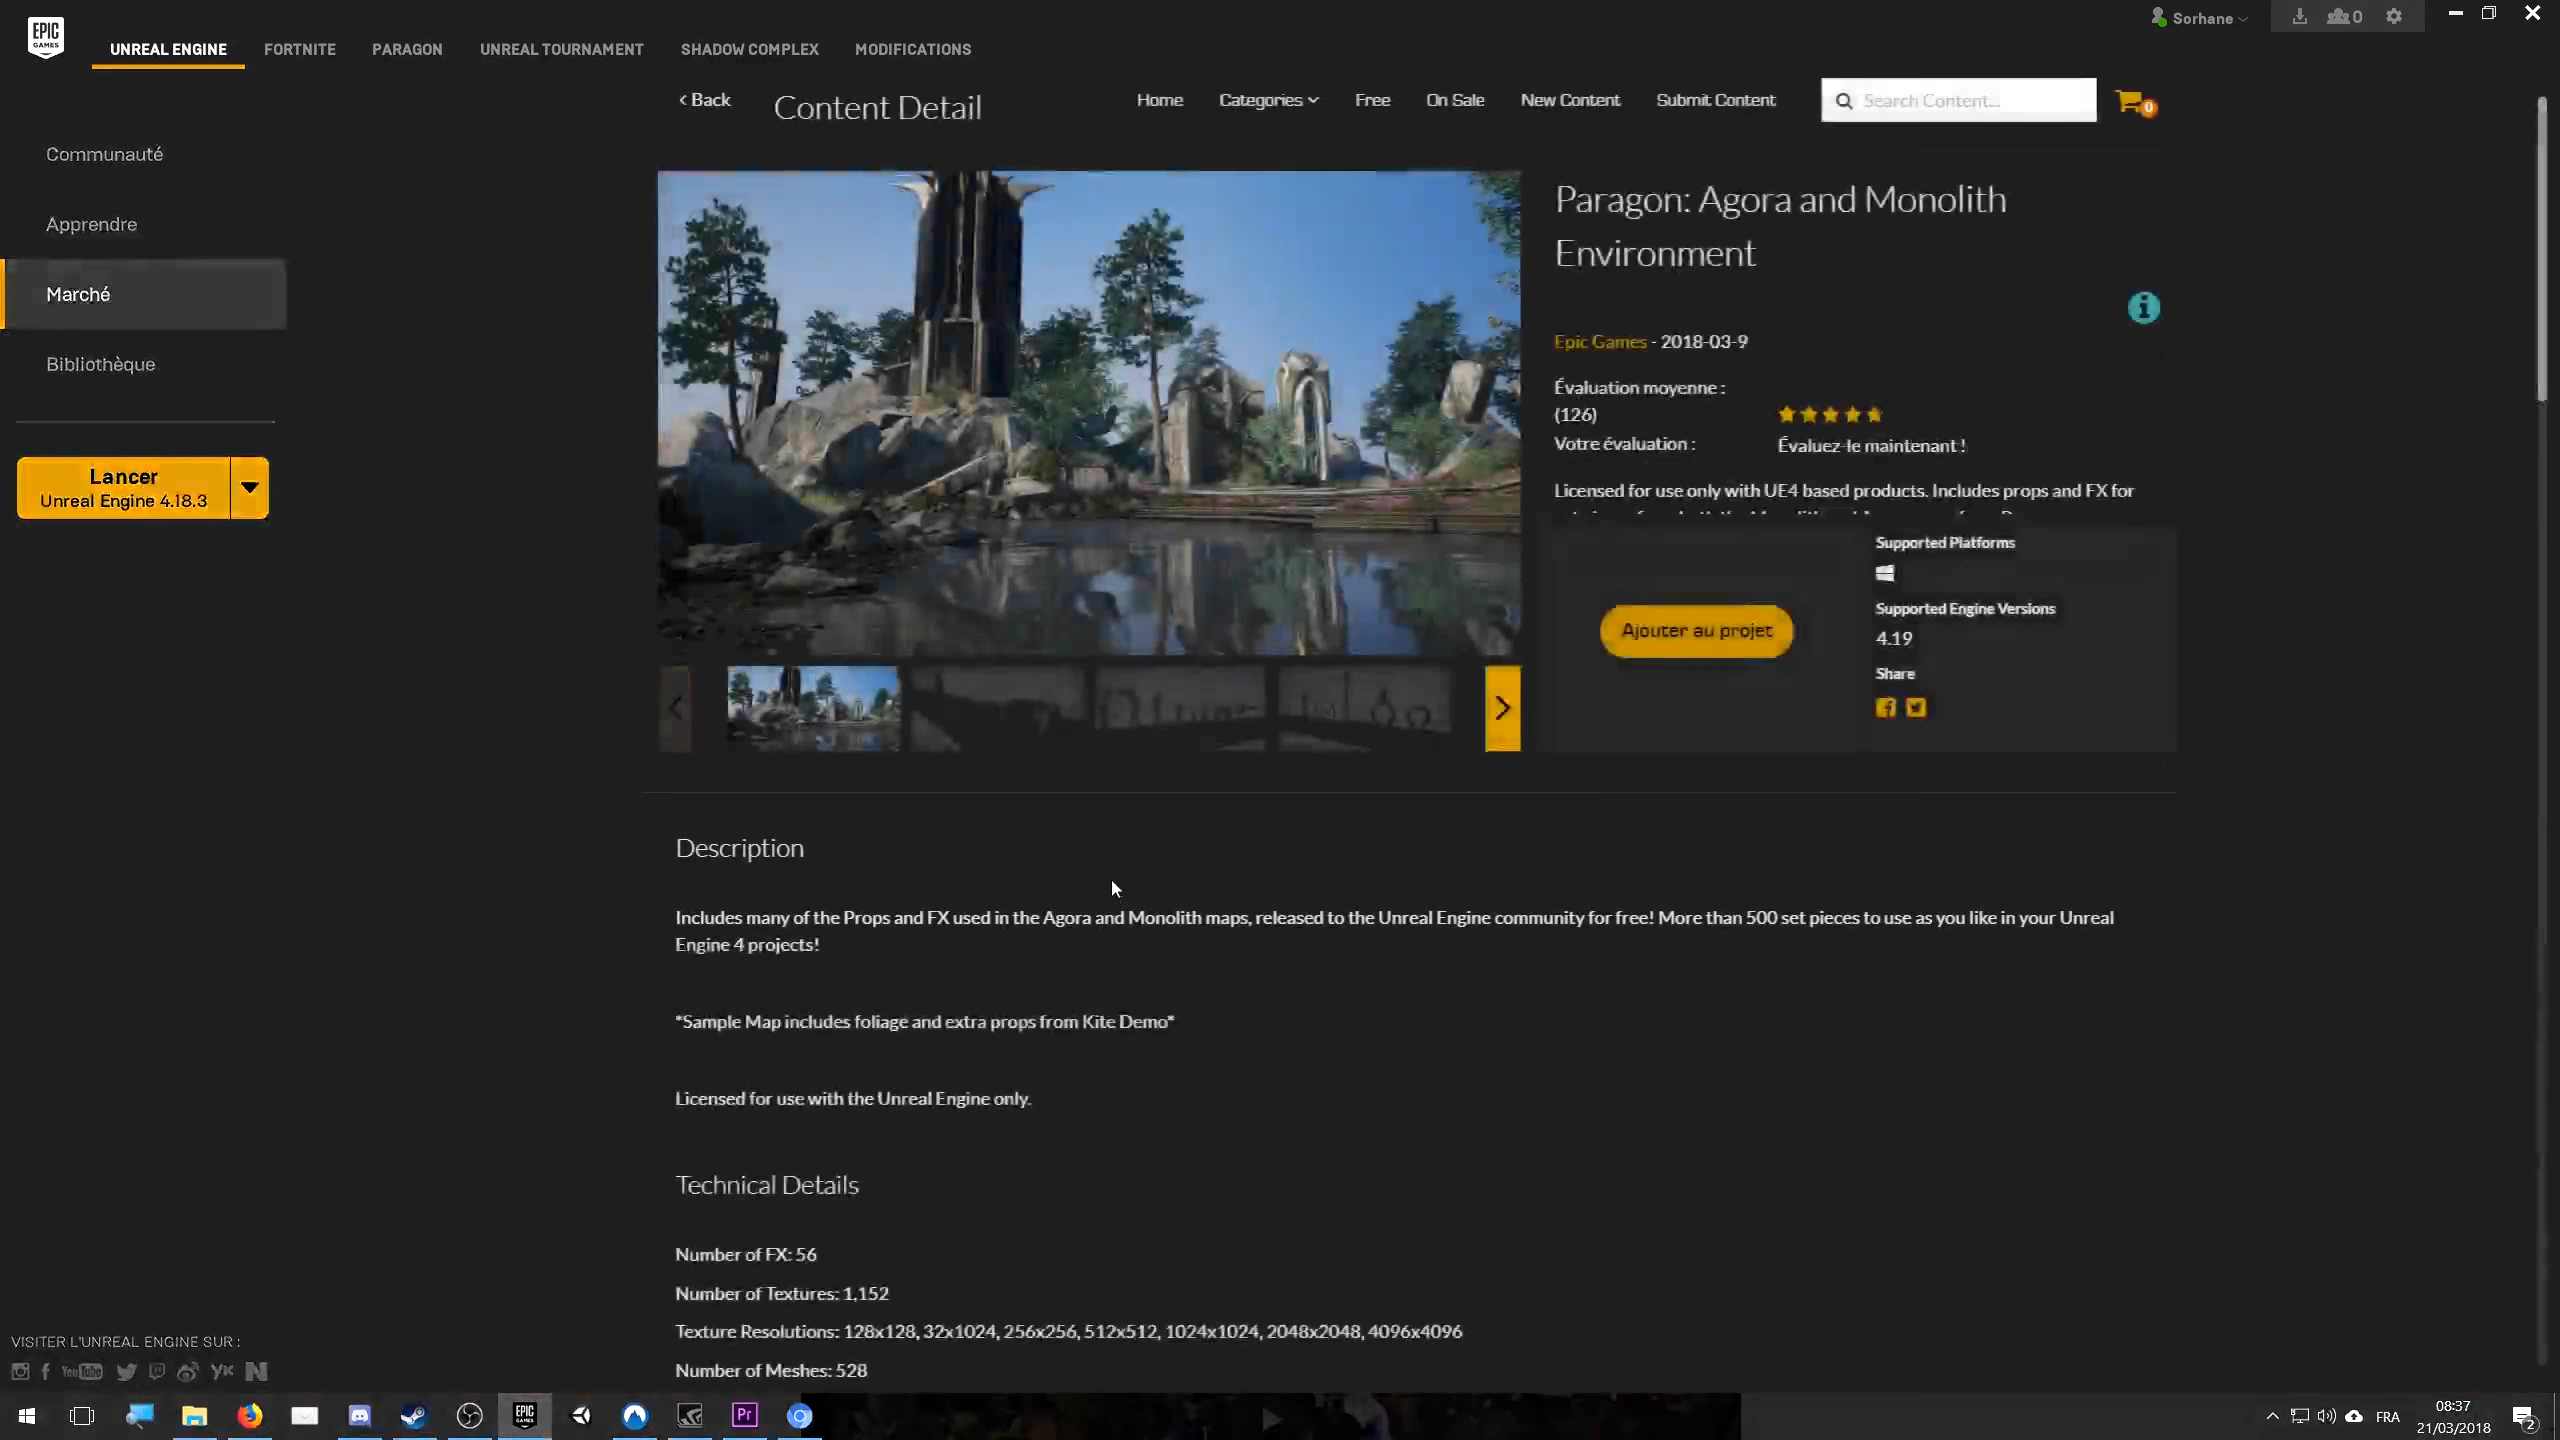 EPIC GAMES
UNREAL ENGINE FORTNITE PARAGON UNREAL TOURNAMENT SHADOW COMPLEX MODIFICATIONS
Sorhane
0
Back
Content Detail
Home Categories Free On Sale New Content Submit Content
Search Content...
0
Communauté
Apprendre
Marché
Bibliothèque
Lancer
Unreal Engine 4.18.3
Paragon: Agora and Monolith
Environment
Epic Games - 2018-03-9
Évaluation moyenne :
(126)
Votre évaluation :
Évaluez-le maintenant !
Licensed for use only with UE4 based products. Includes props and FX for
Ajouter au projet
Supported Platforms
Supported Engine Versions
4.19
Share
Description
Includes many of the Props and FX used in the Agora and Monolith maps, released to the Unreal Engine community for free! More than 500 set pieces to use as you like in your Unreal
Engine 4 projects!
*Sample Map includes foliage and extra props from Kite Demo*
Licensed for use with the Unreal Engine only.
Technical Details
Number of FX: 56
Number of Textures: 1,152
Texture Resolutions: 128x128, 32x1024, 256x256, 512x512, 1024x1024, 2048x2048, 4096x4096
Number of Meshes: 528
VISITER L'UNREAL ENGINE SUR :
You Tube
EPIC GAMES
Pr
FRA
08:37
21/03/2018
2